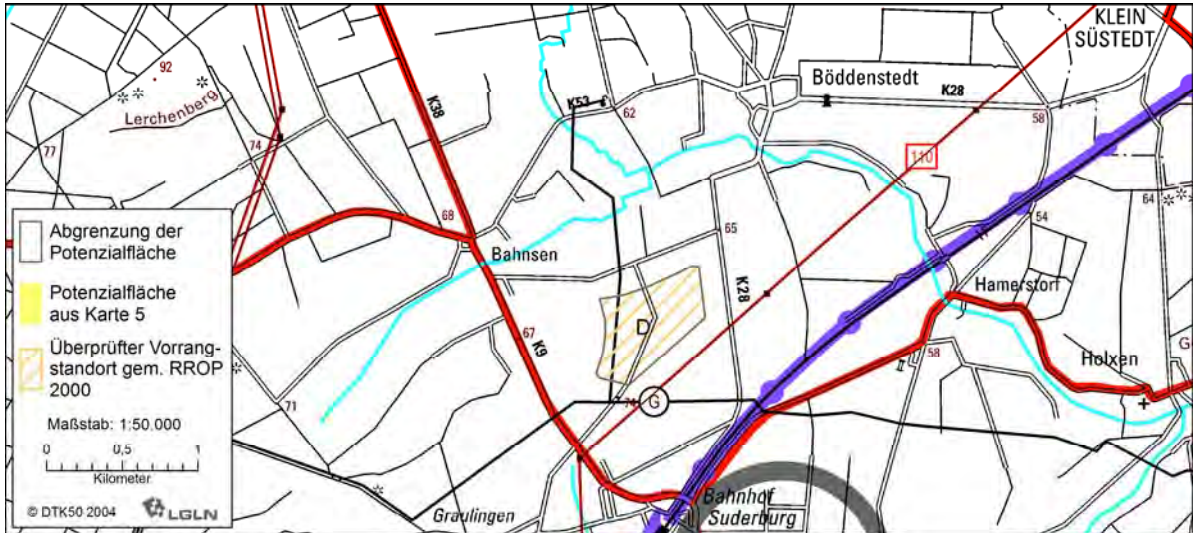 KLEIN
SÜSTEDT
92
Lerchenberg
K38
K53
62
Böddenstedt
K28
58
77
74
110
64
Abgrenzung der
Potenzialfläche
Potenzialfläche
aus Karte 5
Überprüfter Vorrang-
standort gem. RROP
2000
Maßstab: 1:50.000
0 0,5 1
Kilometer
© DTK50 2004
LGLN
68
Bahnsen
65
54
Hamerstorf
K28
D
67
K9
58
Holxen
G
71
74
G
Graulingen
Bahnhof
Suderburg